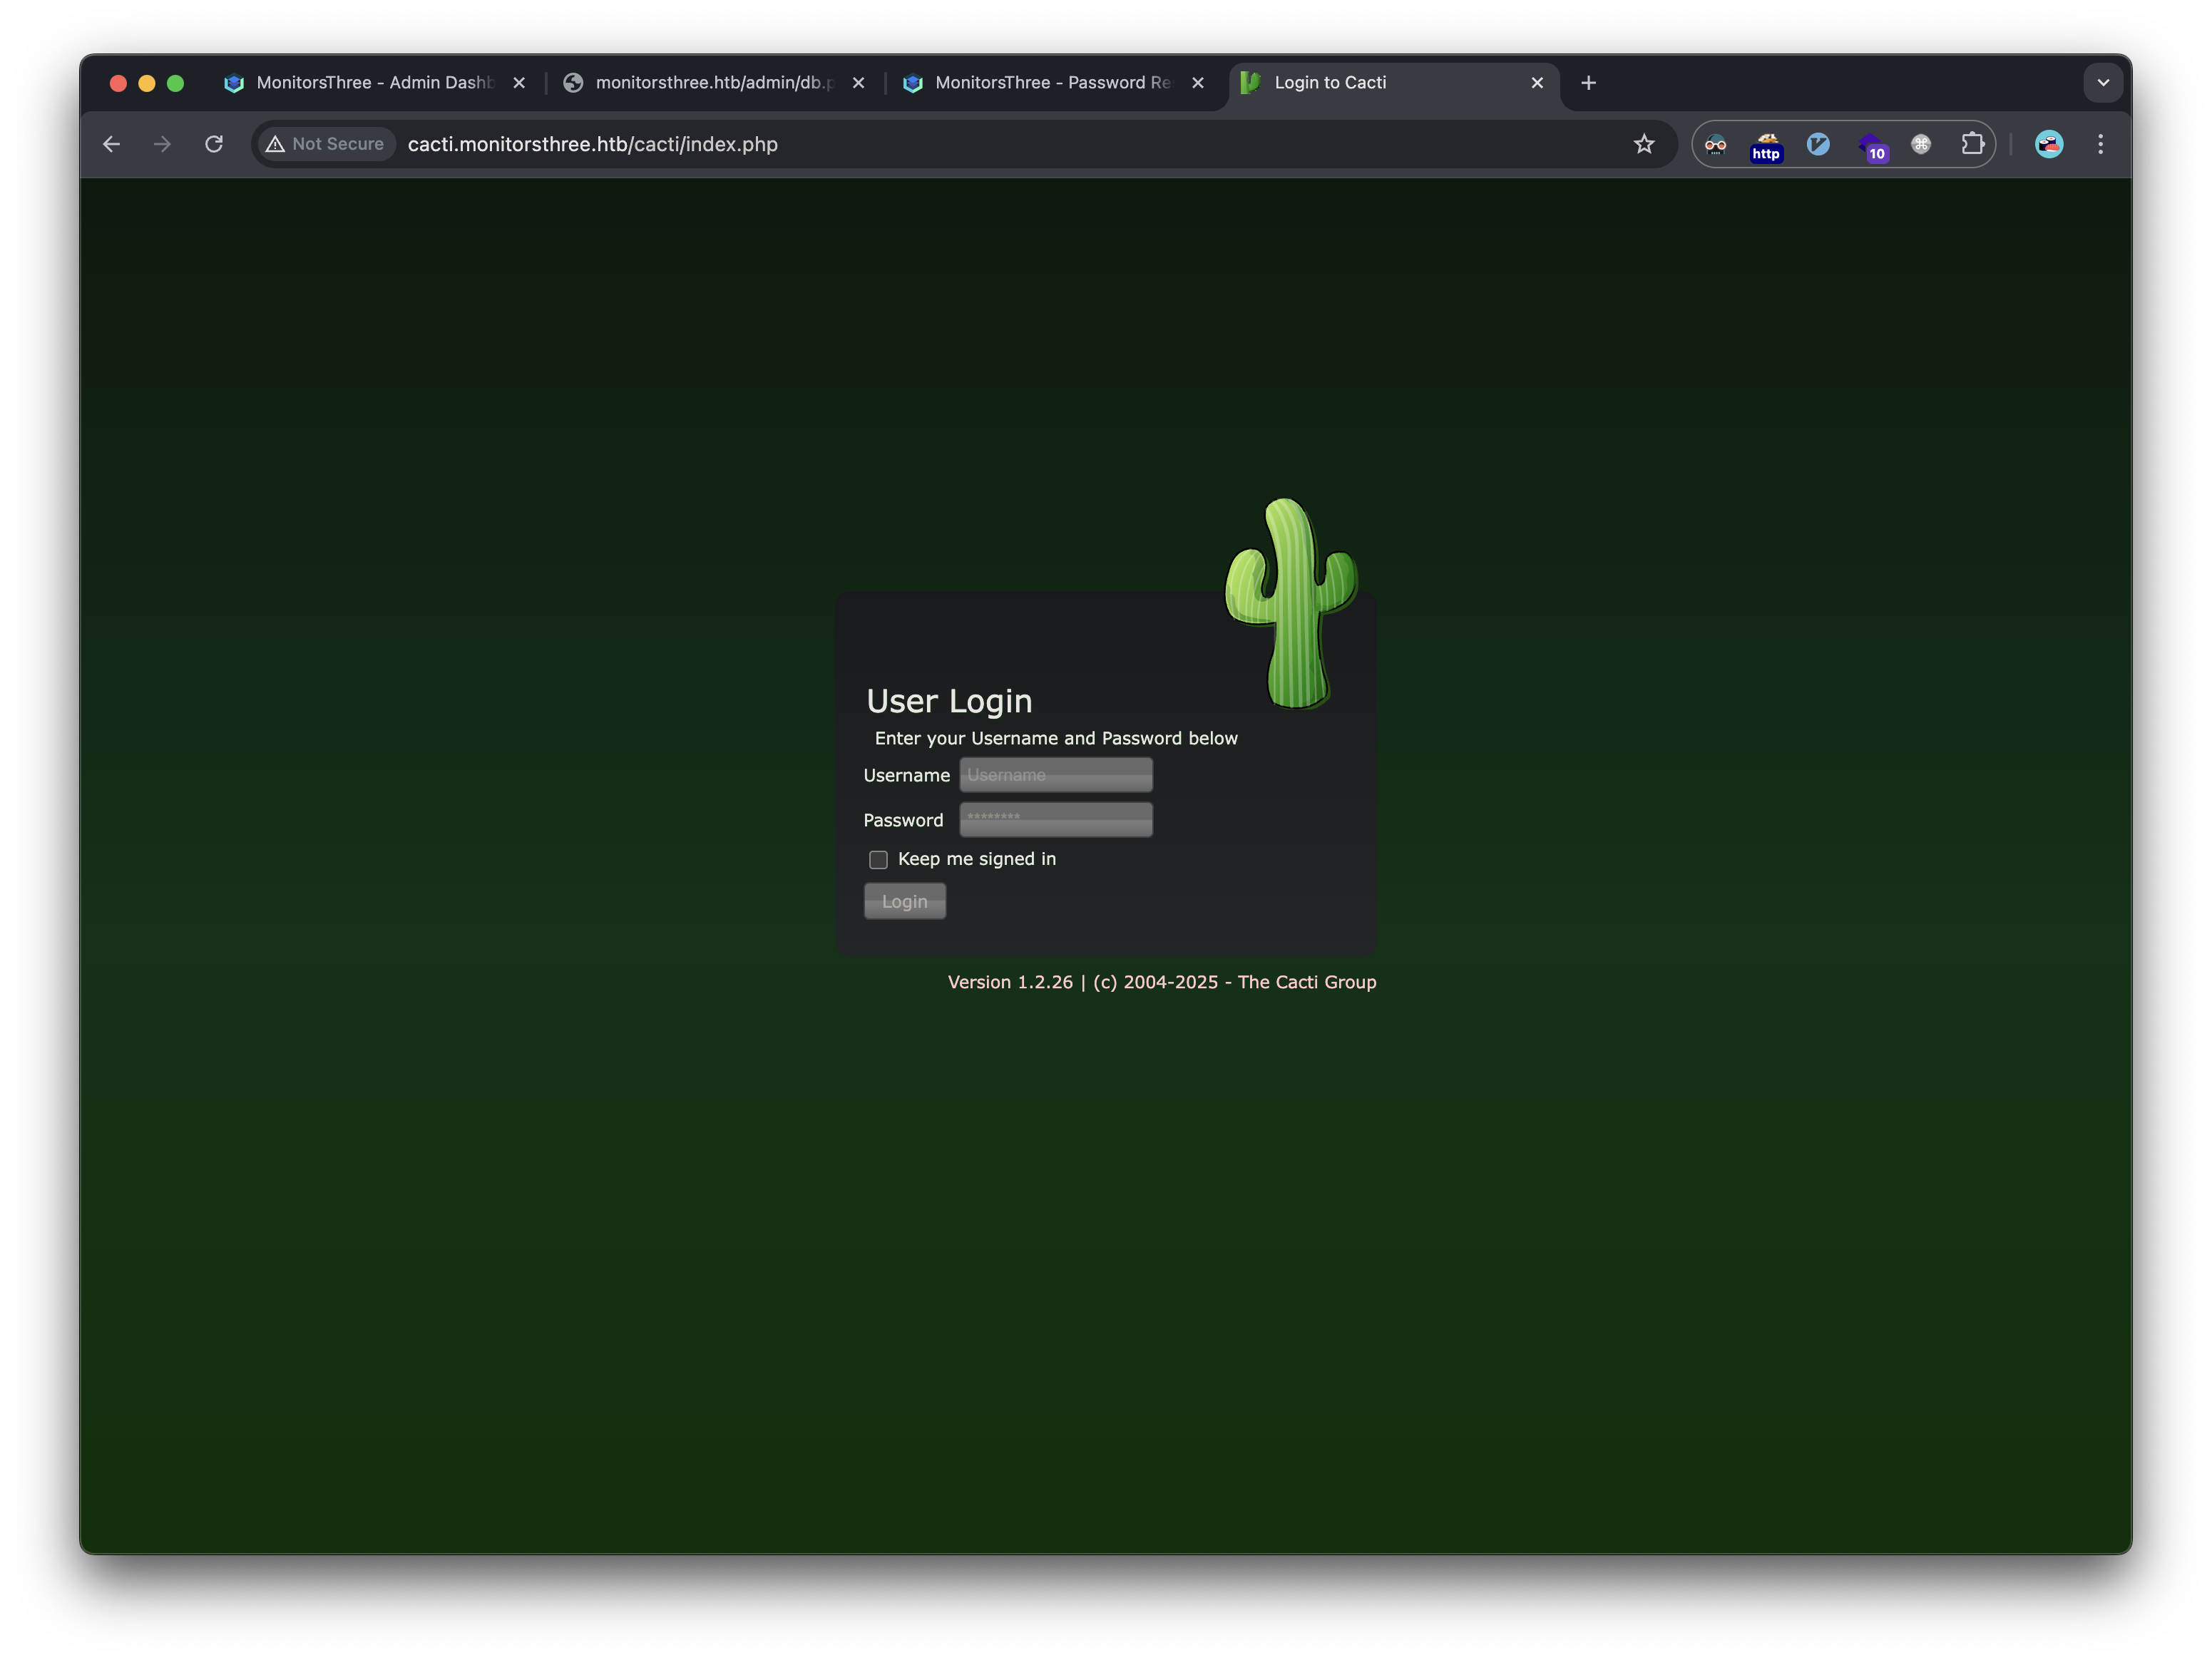 MonitorsThree - Admin Dashb
monitorsthree.htb/admin/db.p
MonitorsThree - Password Re
Login to Cacti
Not Secure
cacti.monitorsthree.htb/cacti/index.php
http
10
User Login
Enter your Username and Password below
Username Username
Password ********
Keep me signed in
Login
Version 1.2.26 | (c) 2004-2025 - The Cacti Group